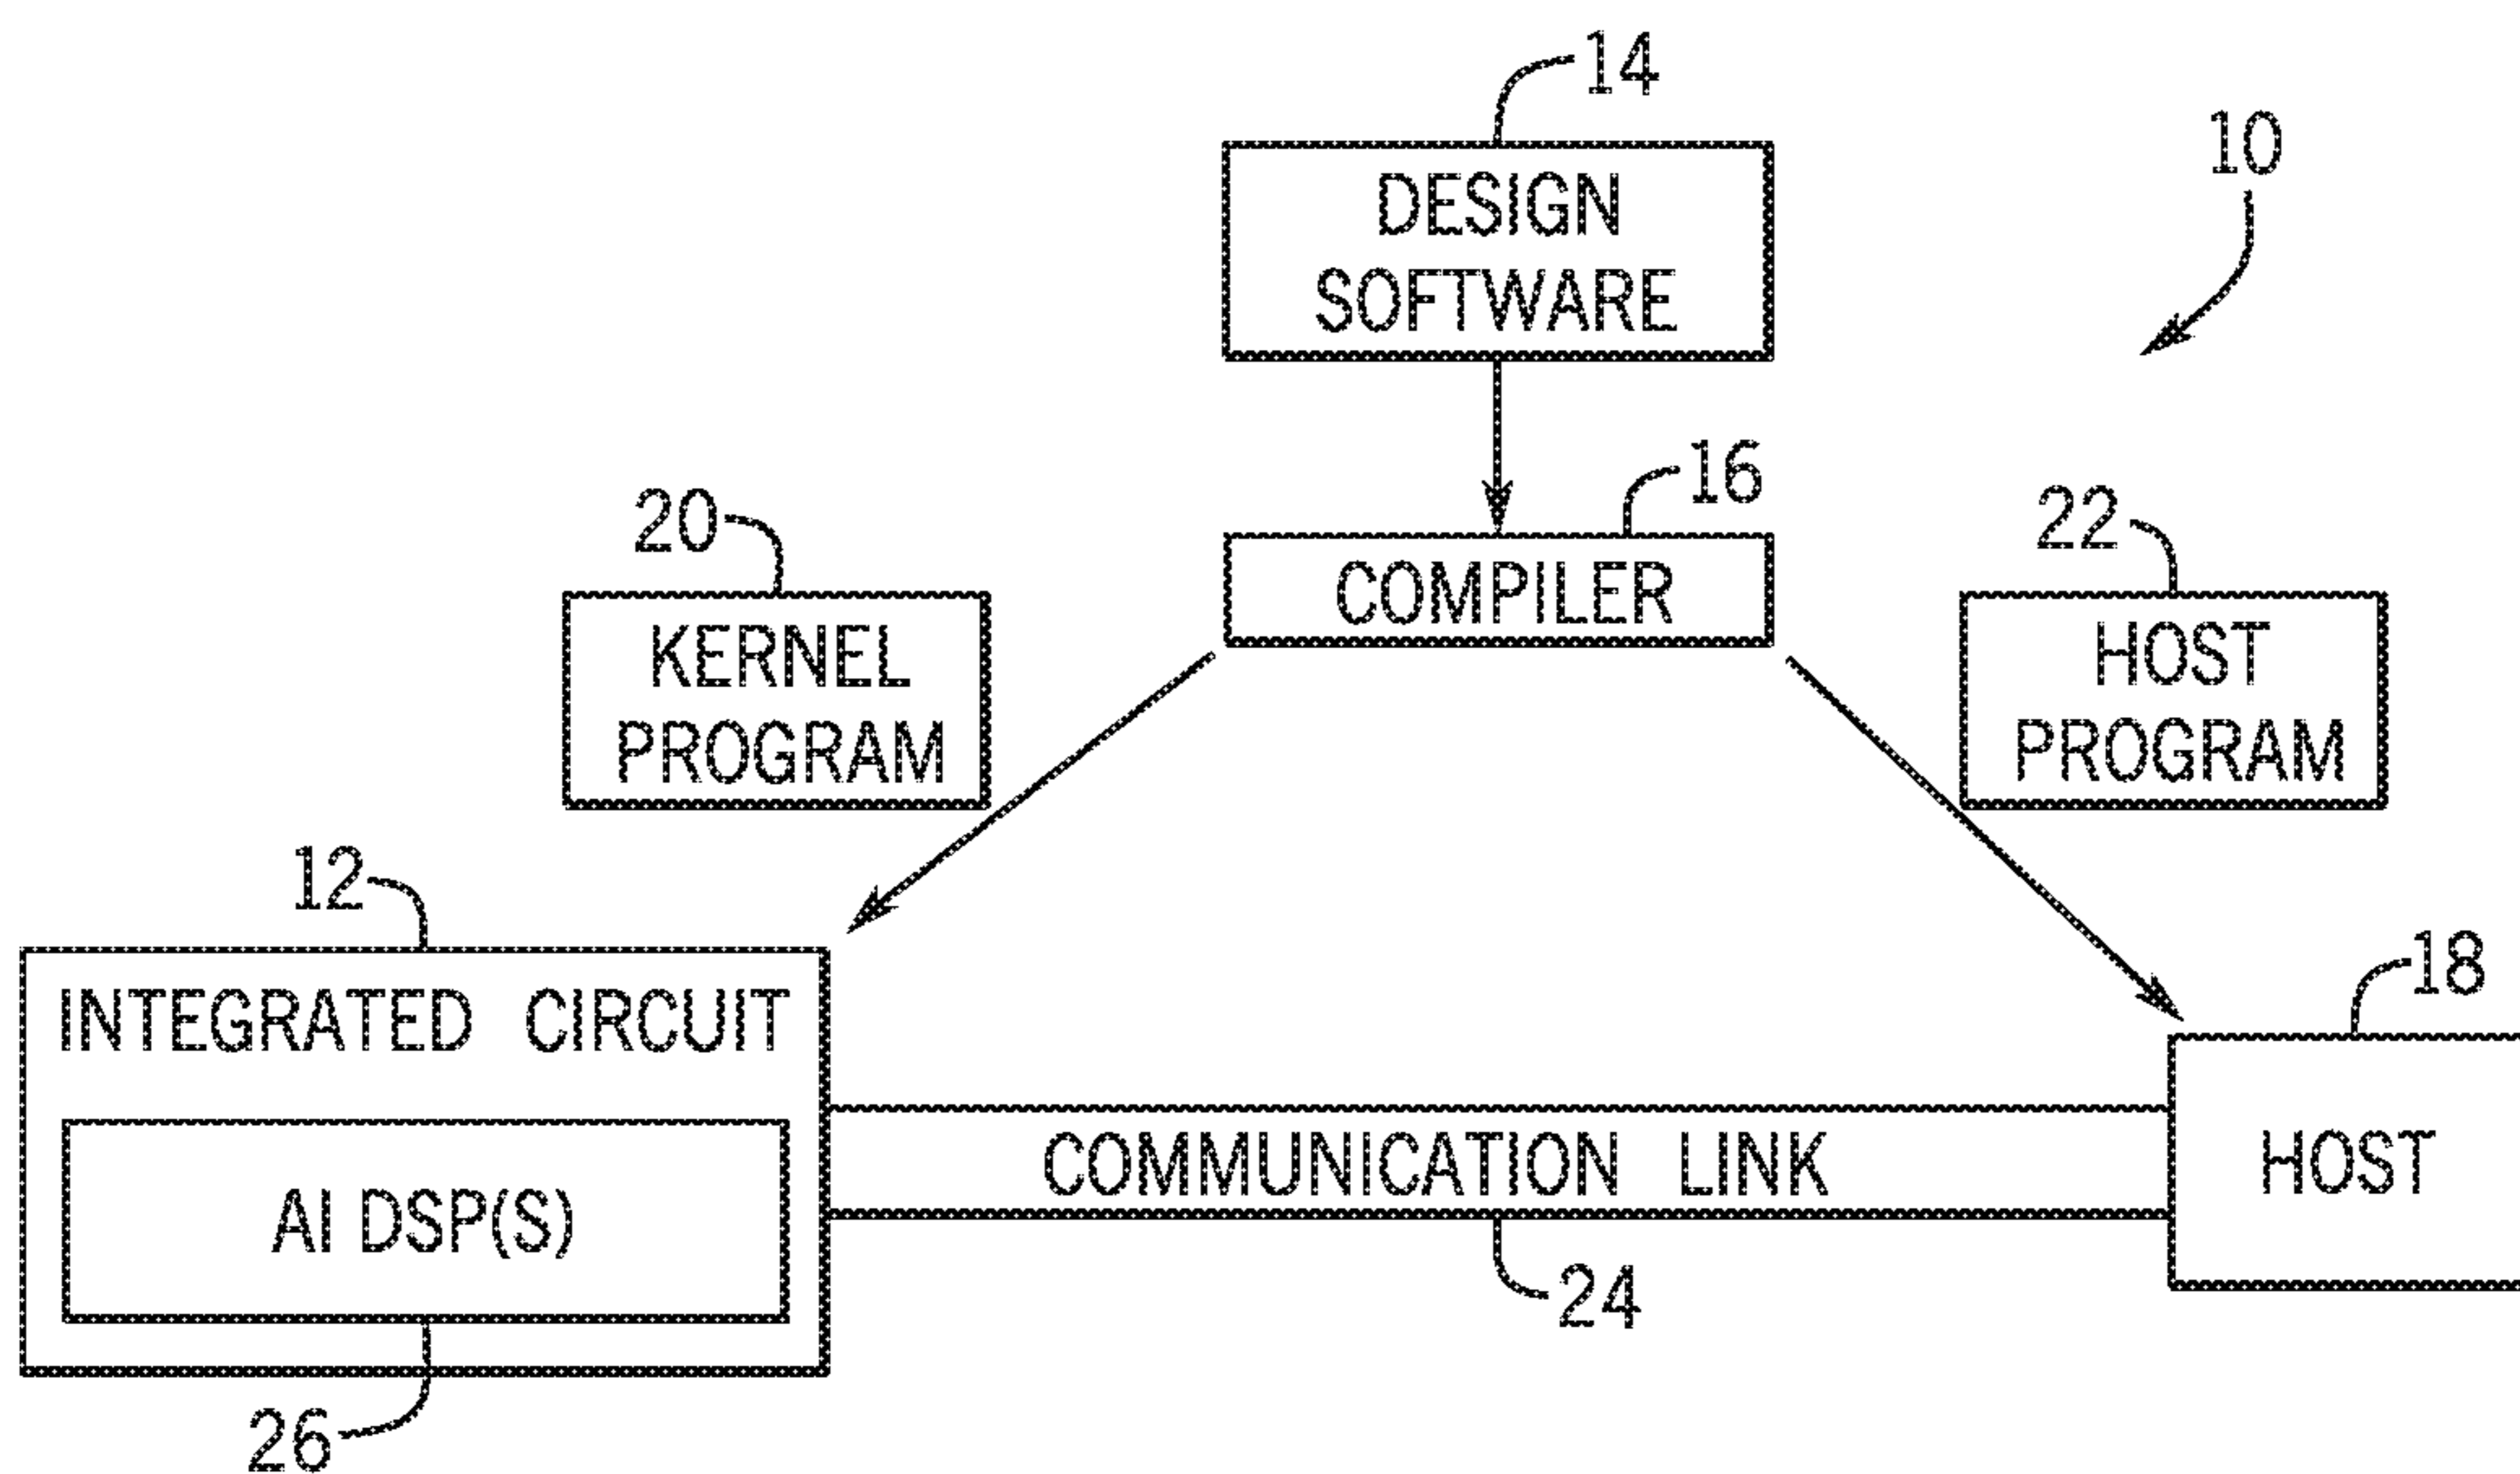 14
10
DESIGN
SOFTWARE
16
20
22
COMPILER
KERNEL
PROGRAM
HOST
PROGRAM
12
18
INTEGRATED CIRCUIT
COMMUNICATION LINK
HOST
AI DSP(S)
24
26